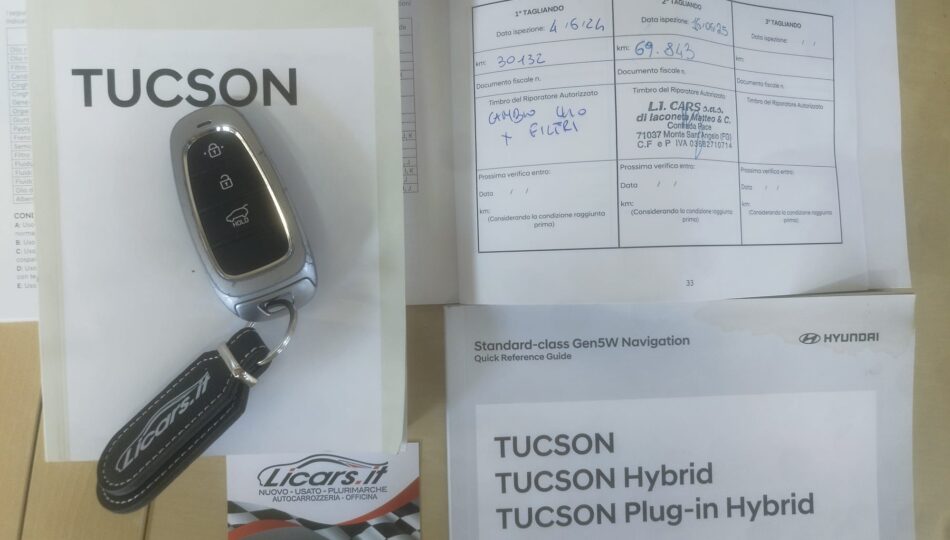 TUCSON
HOLD
Licars.it
Licars.it
NUOVO - USATO - PLURIMARCHE
AUTOCARROZZERIA - OFFICINA
1° TAGLIANDO
Data ispezione: 4/6/24
km: 30132
Documento fiscale n.
Timbro del Riparatore Autorizzato
CAMBIO
+ FILTRI
Prossima verifica entro:
Data / /
km:
(Considerando la condizione raggiunta
prima)
2° TAGLIANDO
Data ispezione:
km: 69.843
Documento fiscale n.
Timbro del Riparatore Autorizzato
L.I. CARS s.a.s.
di Iaconeta Matteo & C.
Contrada Pace
71037 Monte Sant'Angelo (FG)
C.F e P IVA
Prossima verifica entro:
Data / /
km:
(Considerando la condizione raggiunta
prima)
3° TAGLIANDO
Data ispezione: / /
km:
Documento fiscale n.
Timbro del Riparatore Autorizzato
Prossima verifica entro:
Data / /
km:
(Considerando la condizione raggiunta
prima)
33
Standard-class Gen5W Navigation
Quick Reference Guide
HYUNDAI
TUCSON
TUCSON Hybrid
TUCSON Plug-in Hybrid